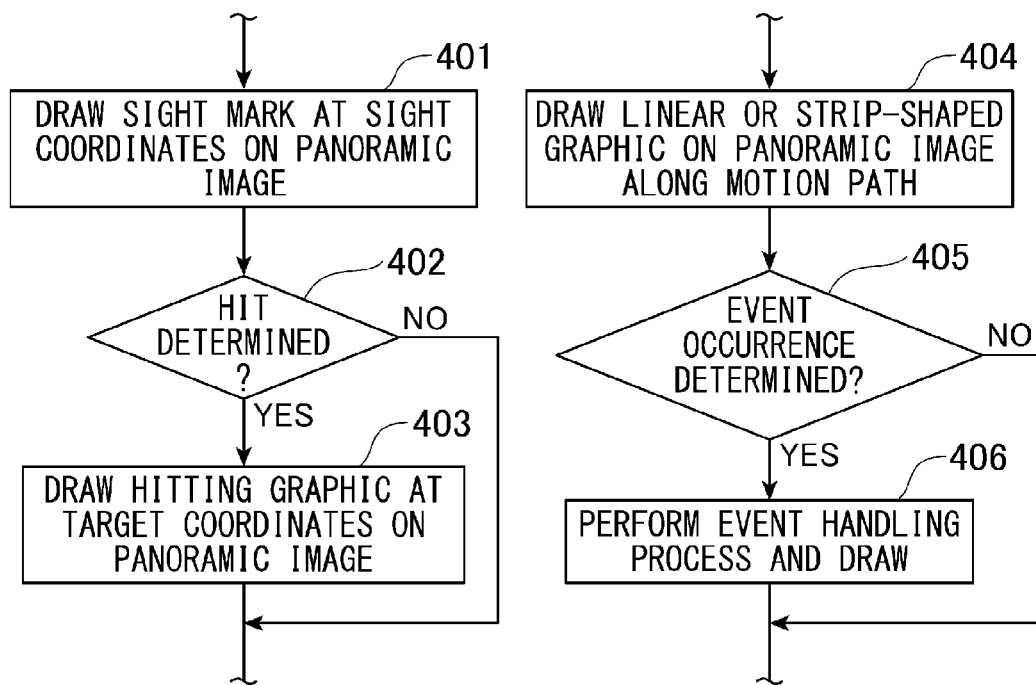 401
DRAW SIGHT MARK AT SIGHT
COORDINATES ON PANORAMIC
IMAGE
402
HIT
DETERMINED
?
NO
YES
403
DRAW HITTING GRAPHIC AT
TARGET COORDINATES ON
PANORAMIC IMAGE
404
DRAW LINEAR OR STRIP-SHAPED
GRAPHIC ON PANORAMIC IMAGE
ALONG MOTION PATH
405
EVENT
OCCURRENCE
DETERMINED?
NO
YES
406
PERFORM EVENT HANDLING
PROCESS AND DRAW